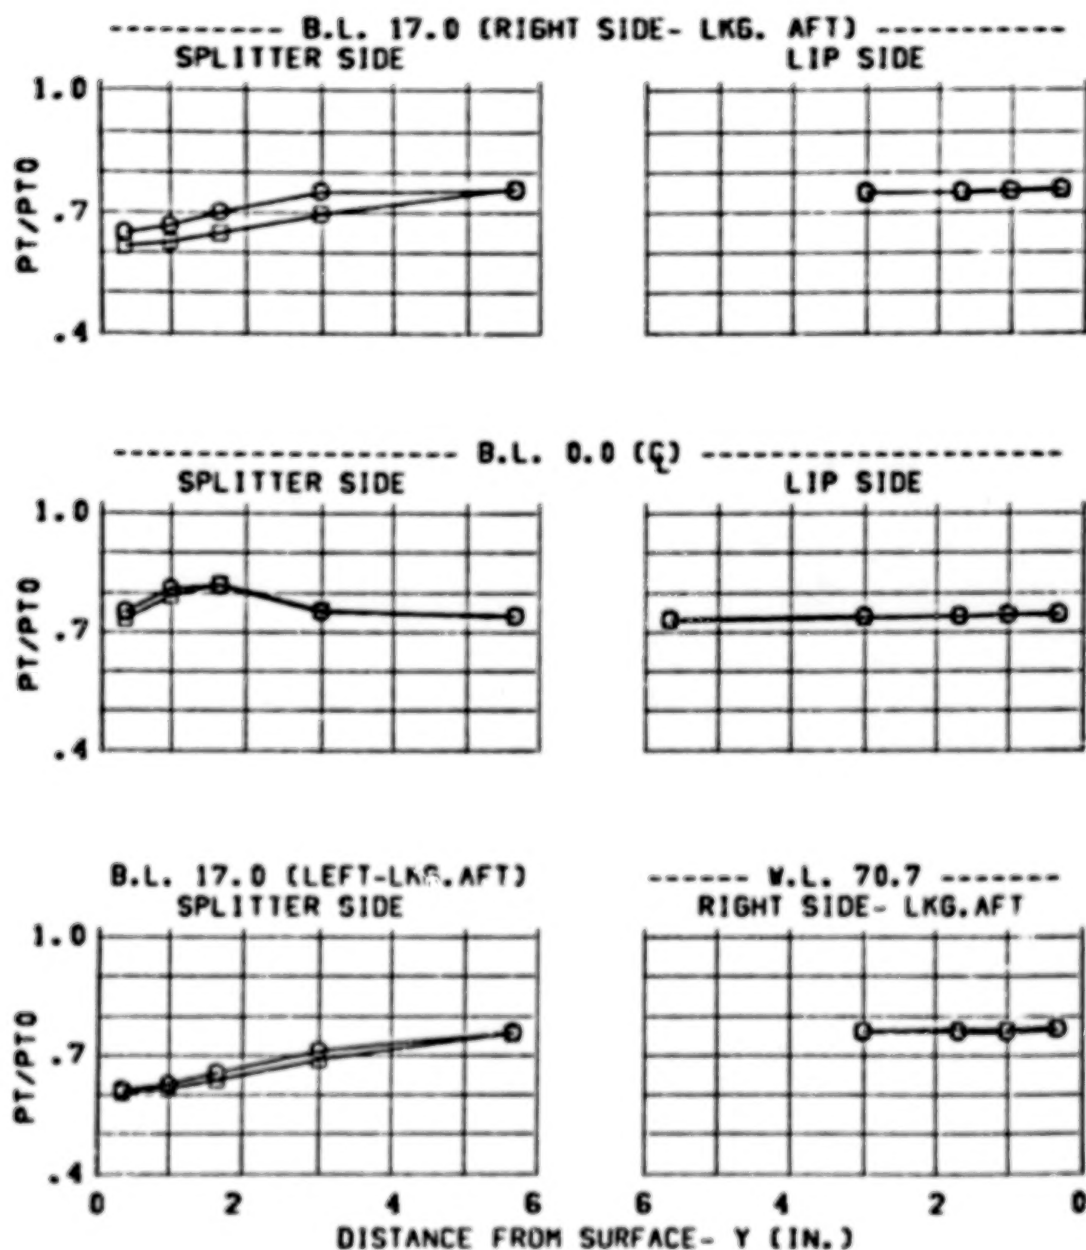 ---------- B.L. 17.0 (RIGHT SIDE- LKG. AFT) ----------
SPLITTER SIDE
LIP SIDE
1.0
.7
.4
PT/PTO
------------------ B.L. 0.0 (℄) -------------------
SPLITTER SIDE
LIP SIDE
1.0
.7
.4
PT/PTO
B.L. 17.0 (LEFT-LKG.AFT)
SPLITTER SIDE
------ W.L. 70.7 -------
RIGHT SIDE- LKG.AFT
1.0
.7
.4
PT/PTO
0 2 4 6
6 4 2 0
DISTANCE FROM SURFACE- Y (IN.)